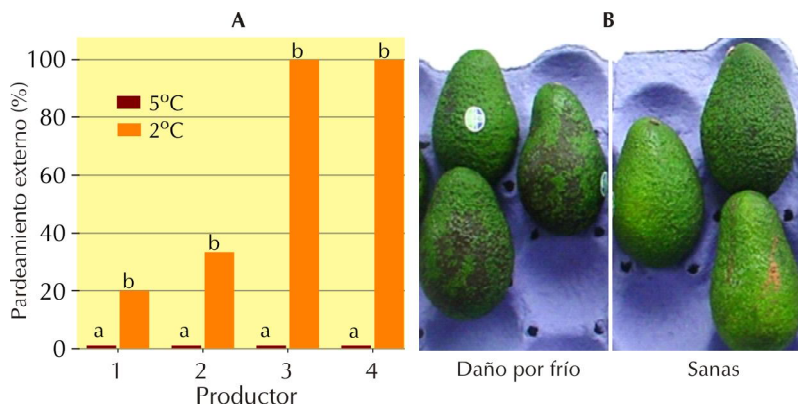 A
B
Pardeamiento externo (%)
100
80
60
40
20
0
5ºC
2ºC
a
b
a
b
a
b
a
b
1
2
3
4
Productor
Daño por frío
Sanas